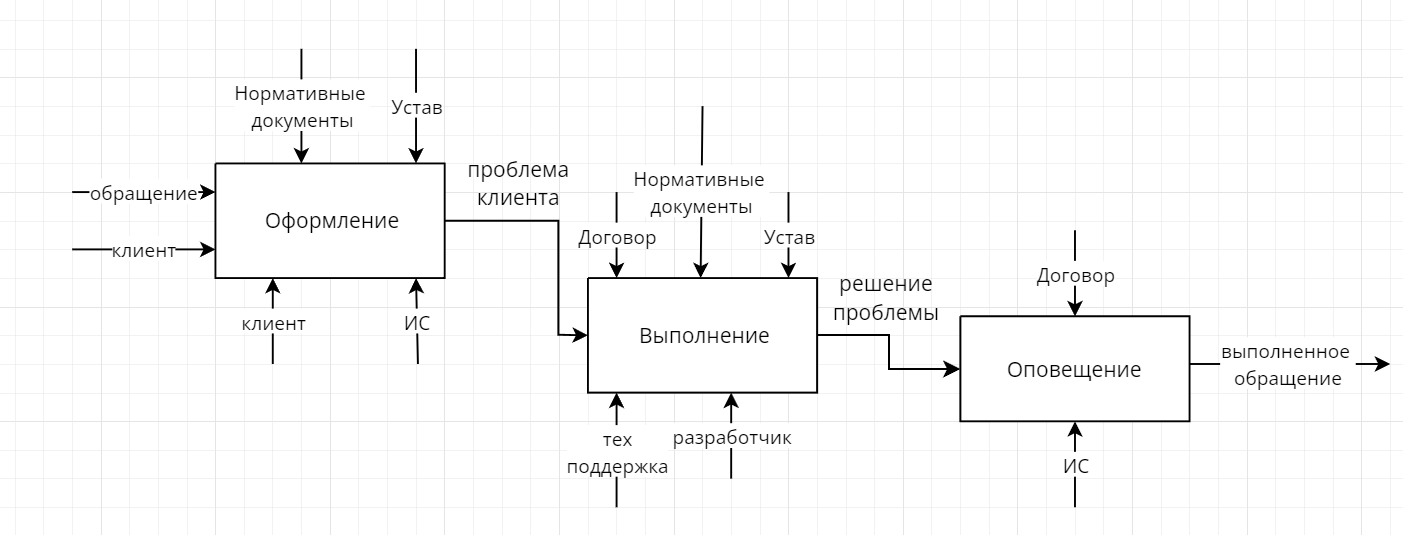 Нормативные
документы
Устав
обращение
клиент
Оформление
клиент
ИС
проблема
клиента
Договор
Нормативные
документы
Устав
Выполнение
тех
поддержка
разработчик
решение
проблемы
Договор
Оповещение
ИС
выполненное
обращение